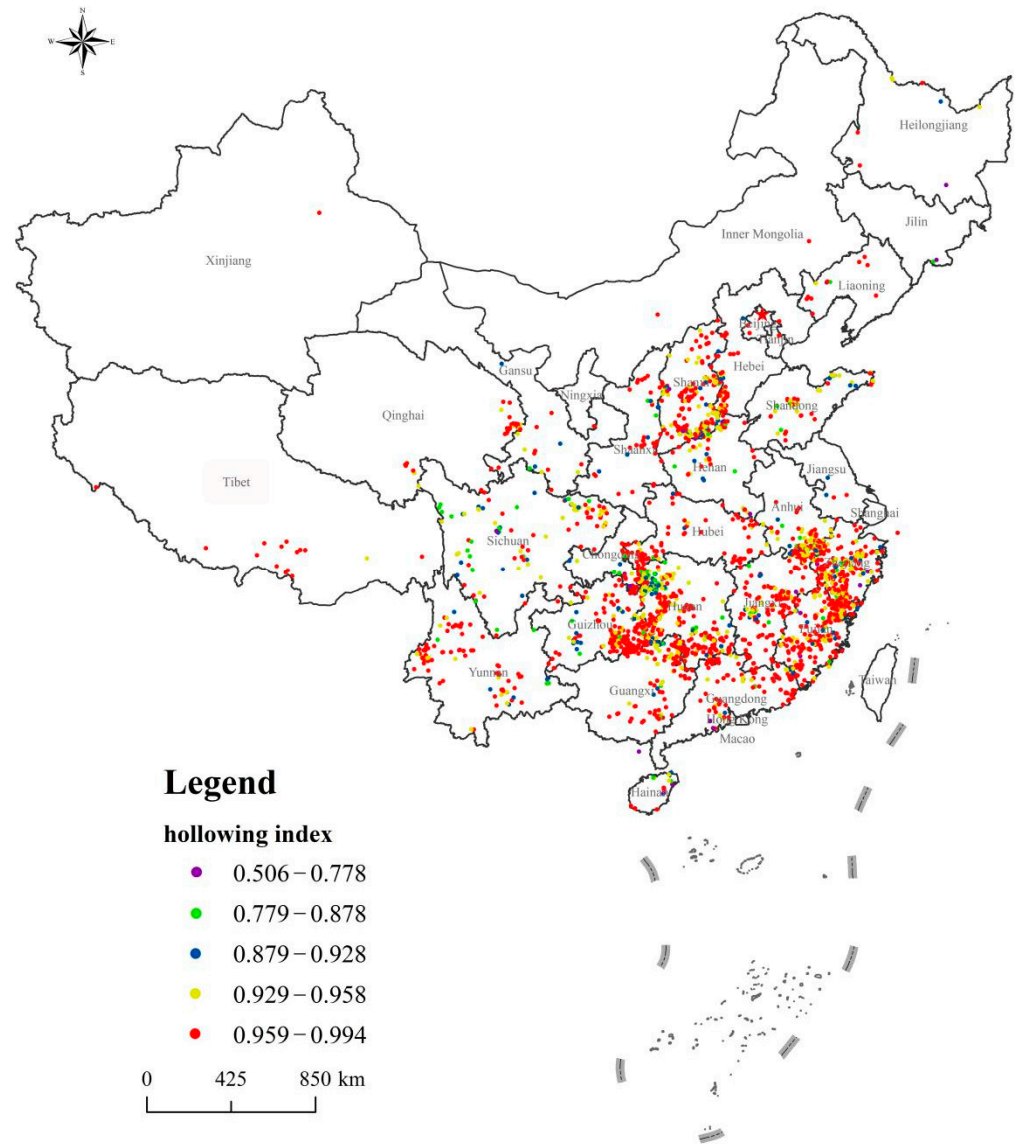 N
W E
S
Heilongjiang
Jilin
Inner Mongolia
Xinjiang
Liaoning
Beijing
Tianjin
Hebei
Gansu
Ningxia
Shanxi
Qinghai
Shandong
Shaanxi
Henan
Jiangsu
Tibet
Anhui
Shanghai
Hubei
Sichuan
Chongqing
Zhejiang
Hunan
Jiangxi
Guizhou
Fujian
Yunnan
Taiwan
Guangxi
Guangdong
Hong Kong
Macao
Legend
Hainan
hollowing index
0.506–0.778
0.779–0.878
0.879–0.928
0.929–0.958
0.959–0.994
0 425 850 km